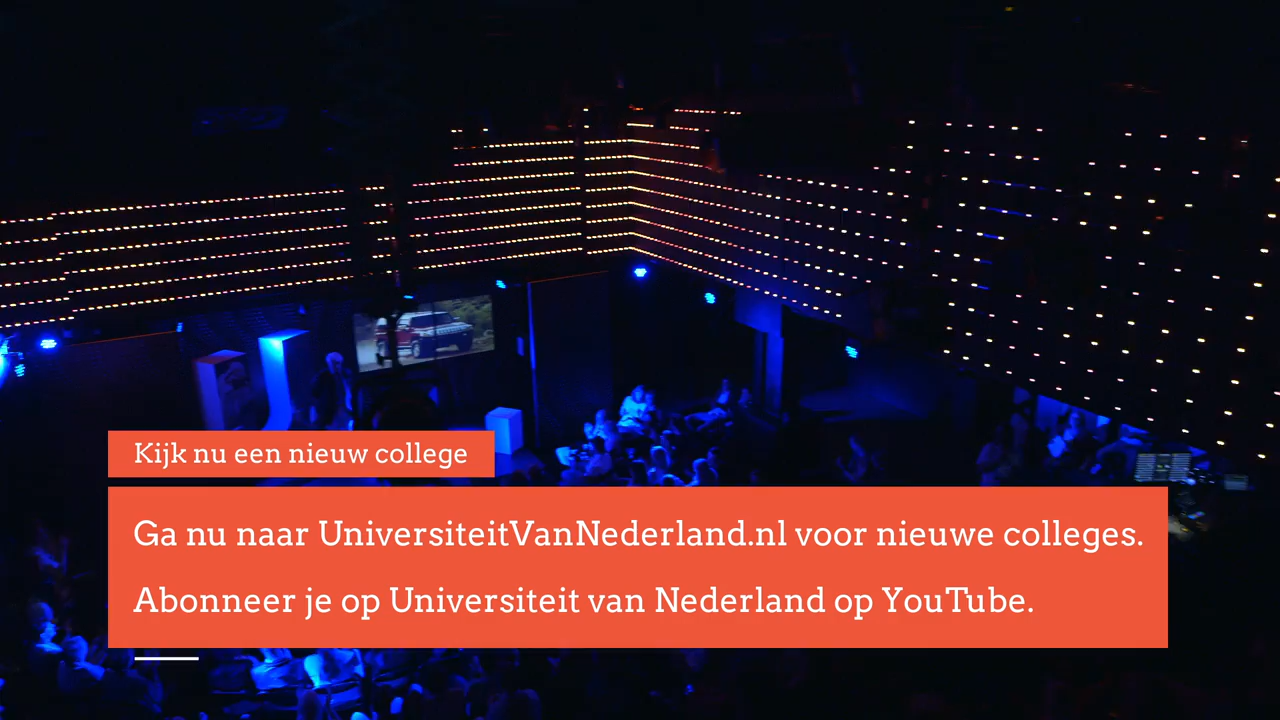 Kijk nu een nieuw college
Ga nu naar UniversiteitVanNederland.nl voor nieuwe colleges.
Abonneer je op Universiteit van Nederland op YouTube.